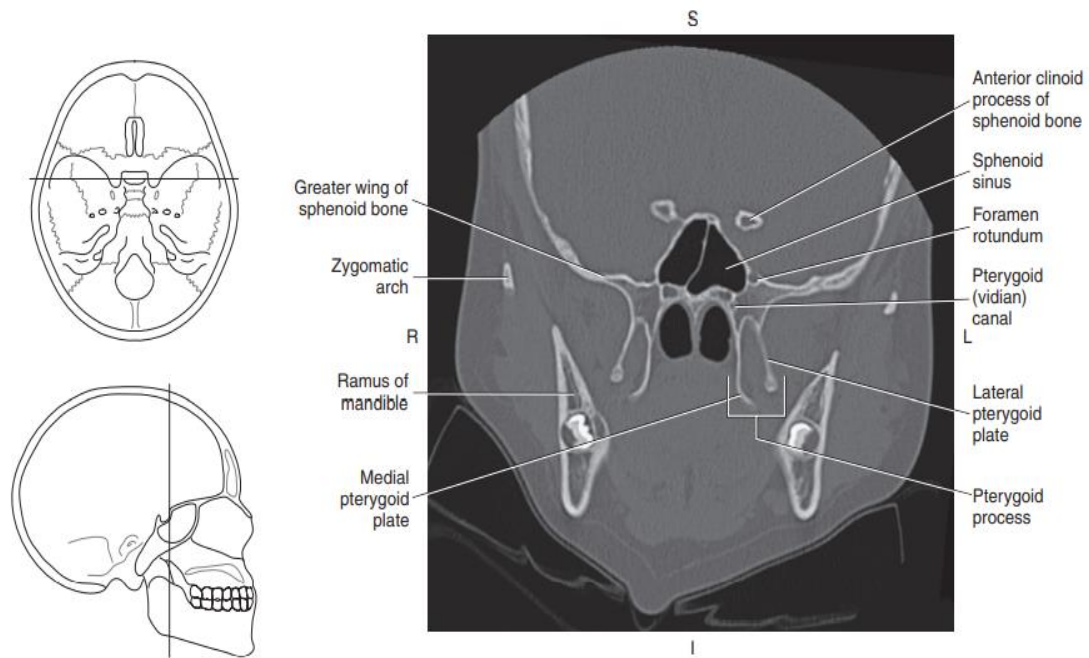 S
Anterior clinoid
process of
sphenoid bone
Sphenoid
sinus
Greater wing of
sphenoid bone
Foramen
rotundum
Zygomatic
arch
Pterygoid
(vidian)
canal
R
L
Ramus of
mandible
Lateral
pterygoid
plate
Medial
pterygoid
plate
Pterygoid
process
I